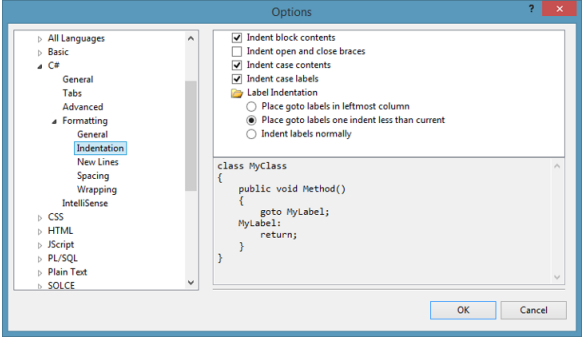 Options
?
×
All Languages
Basic
C#
General
Tabs
Advanced
Formatting
General
Indentation
New Lines
Spacing
Wrapping
IntelliSense
CSS
HTML
JScript
PL/SQL
Plain Text
SOLCE
Indent block contents
Indent open and close braces
Indent case contents
Indent case labels
Label Indentation
Place goto labels in leftmost column
Place goto labels one indent less than current
Indent labels normally
class MyClass
{
    public void Method()
    {
        goto MyLabel;
    MyLabel:
        return;
    }
}
OK
Cancel